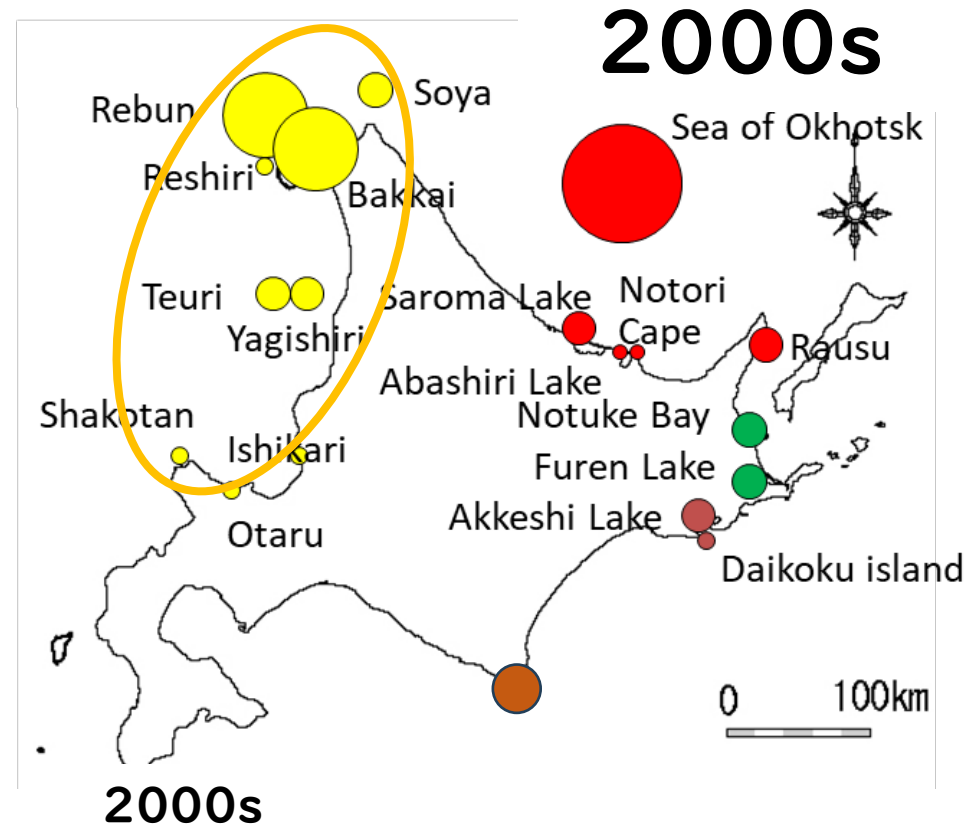 2000s
Rebun
Soya
Sea of Okhotsk
Reshiri
Bakkai
Teuri
Yagishiri
Saroma Lake
Notori
Cape
Rausu
Abashiri Lake
Notuke Bay
Shakotan
Ishikari
Furen Lake
Akkeshi Lake
Otaru
Daikoku island
0 100km
2000s